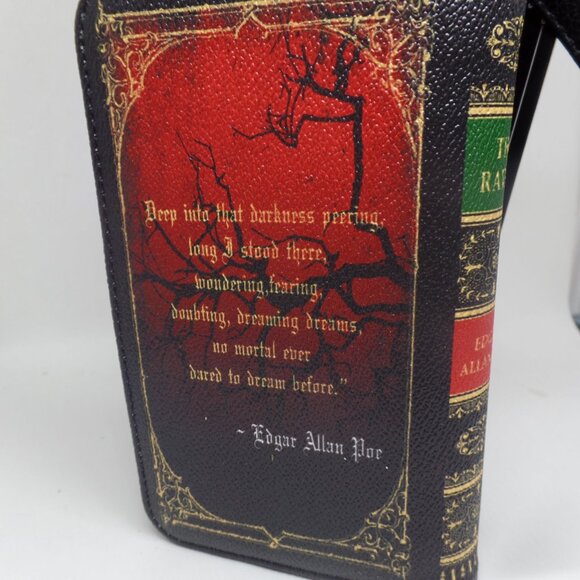 Deep into that darkness peering,
long I stood there,
wondering,fearing,
doubting, dreaming dreams,
no mortal ever
dared to dream before."
~ Edgar Allan Poe